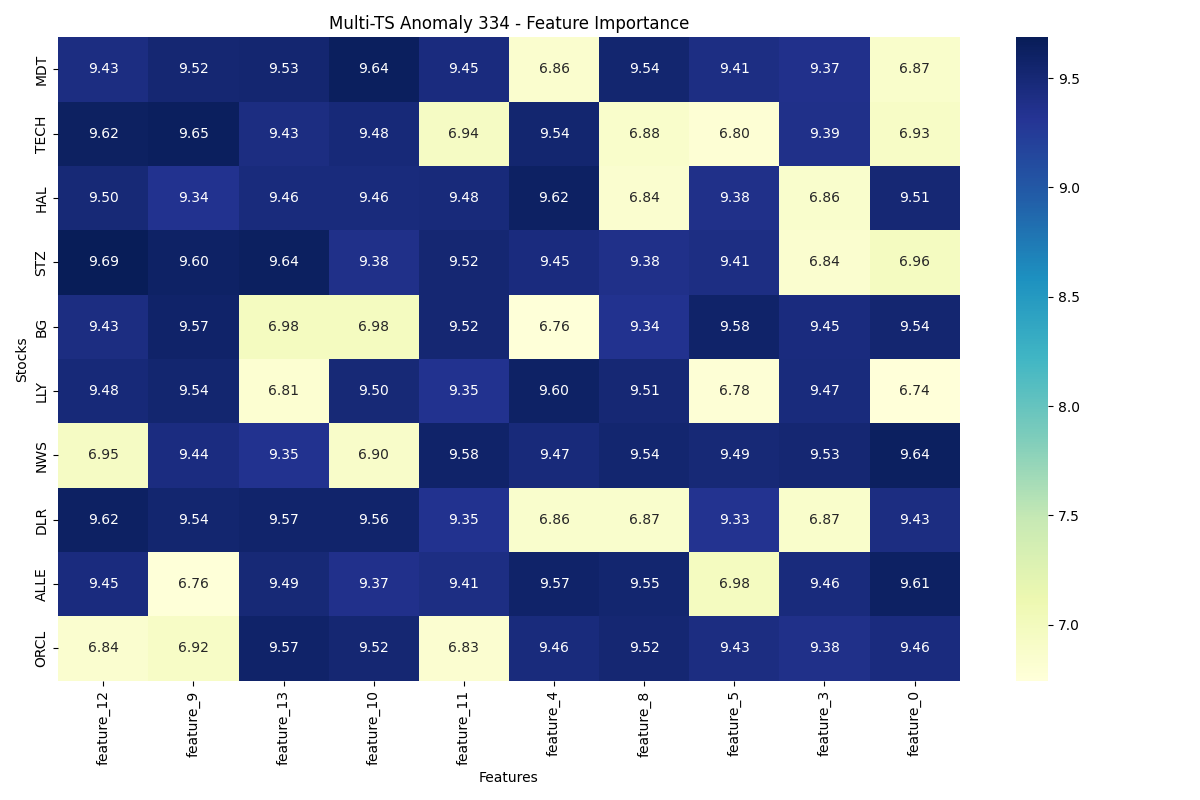 Multi-TS Anomaly 334 - Feature Importance
Stocks
MDT 9.43 9.52 9.53 9.64 9.45 6.86 9.54 9.41 9.37 6.87
TECH 9.62 9.65 9.43 9.48 6.94 9.54 6.88 6.80 9.39 6.93
HAL 9.50 9.34 9.46 9.46 9.48 9.62 6.84 9.38 6.86 9.51
STZ 9.69 9.60 9.64 9.38 9.52 9.45 9.38 9.41 6.84 6.96
BG 9.43 9.57 6.98 6.98 9.52 6.76 9.34 9.58 9.45 9.54
LLY 9.48 9.54 6.81 9.50 9.35 9.60 9.51 6.78 9.47 6.74
NWS 6.95 9.44 9.35 6.90 9.58 9.47 9.54 9.49 9.53 9.64
DLR 9.62 9.54 9.57 9.56 9.35 6.86 6.87 9.33 6.87 9.43
ALLE 9.45 6.76 9.49 9.37 9.41 9.57 9.55 6.98 9.46 9.61
ORCL 6.84 6.92 9.57 9.52 6.83 9.46 9.52 9.43 9.38 9.46
feature_12 feature_9 feature_13 feature_10 feature_11 feature_4 feature_8 feature_5 feature_3 feature_0
Features
9.5
9.0
8.5
8.0
7.5
7.0